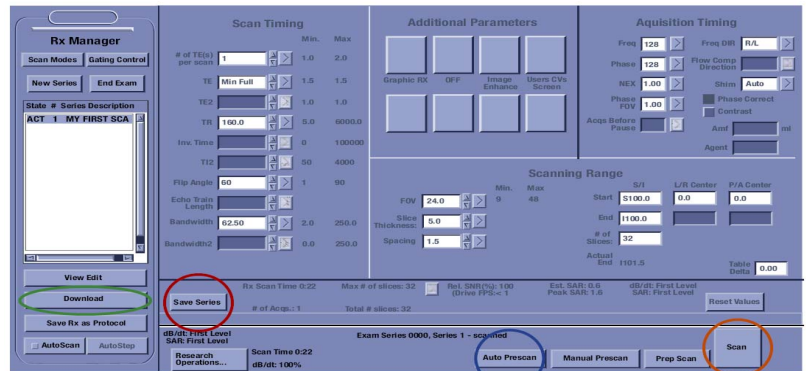 Rx Manager
Scan Modes
Gating Control
New Series
End Exam
State # Series Description
ACT 1 MY FIRST SCA
View Edit
Download
Save Rx as Protocol
AutoScan
AutoStep
Scan Timing
Min. Max
# of TE(s) per scan 1 1.0 2.0
TE Min Full 1.5 1.5
TE2 1.0 1.0
TR 160.0 5.0 6000.0
Inv. Time 0 100000
TI2 50 4000
Flip Angle 60 1 90
Echo Train Length
Bandwidth 62.50 2.0 250.0
Bandwidth2 0.0 250.0
Additional Parameters
Graphic RX OFF Image Enhance Users CVs Screen
Aquisition Timing
Freq 128 Freq DIR R/L
Phase 128 Flow Comp Direction
NEX 1.00 Shim Auto
Phase FOV 1.00 Phase Correct
Contrast
Acqs Before Pause Amt ml
Agent
Scanning Range
Min. Max
FOV 24.0 9 48
Slice Thickness: 5.0
Spacing 1.5
S/I L/R Center P/A Center
Start S100.0 0.0 0.0
End I100.0
# of Slices: 32
Actual End I101.5
Table Delta 0.00
Save Series
Rx Scan Time 0:22 Max # of slices: 32 Rel. SNR(%): 100 (Drive FPS:< 1 Est. SAR: 0.6 Peak SAR: 1.6 dB/dt: First Level SAR: First Level
# of Acqs.: 1 Total # slices: 32
Reset Values
dB/dt: First Level
SAR: First Level
Exam Series 0000, Series 1 - scanned
Research Operations...
Scan Time 0:22
dB/dt: 100%
Auto Prescan
Manual Prescan
Prep Scan
Scan